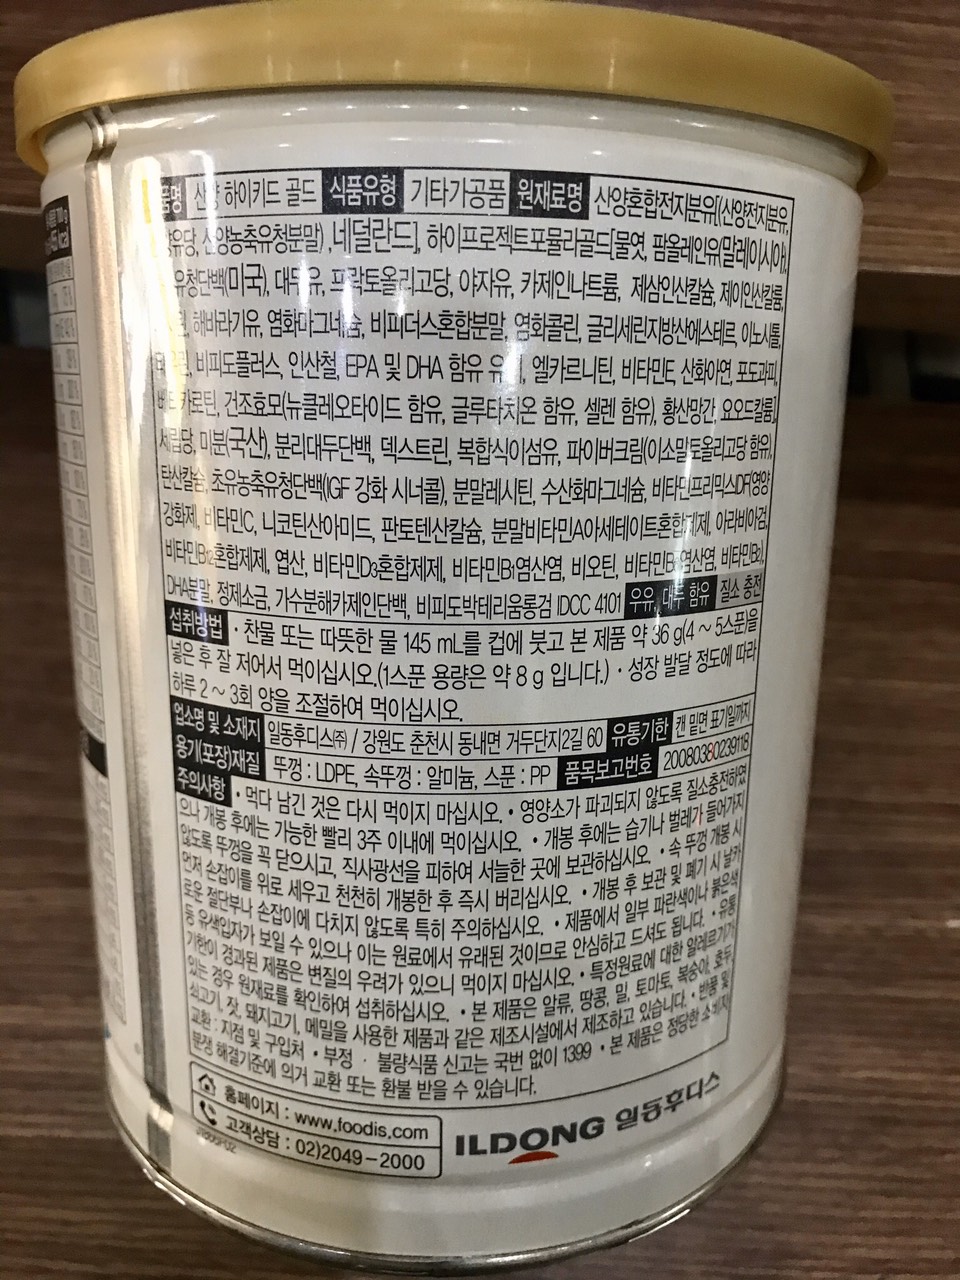 품명 산양 하이키드 골드 식품유형 기타가공품 원재료명 산양혼합전지분유[(산양전지분유,
산양농축유청분말), 네덜란드], 하이프로젝트포뮬러골드[물엿, 팜올레인유(말레이시아),
유청단백(미국), 대두유, 프락토올리고당, 야자유, 카제인나트륨, 제삼인산칼슘, 제이인산칼륨,
해바라기유, 염화마그네슘, 비피더스혼합분말, 염화콜린, 글리세린지방산에스테르, 이노시톨,
비피도플러스, 인산철, EPA 및 DHA 함유 엘카르니틴, 비타민E, 산화아연, 포도과피,
카로틴, 건조효모(뉴클레오타이드 함유, 글루타치온 함유, 셀렌 함유), 황산망간, 요오드칼륨],
미분(국산), 분리대두단백, 덱스트린, 복합식이섬유, 파이버크림(이소말토올리고당 함유),
탄산칼슘, 초유농축유청단백(IGF 강화 시너콜), 분말레시틴, 수산화마그네슘, 비타민프리믹스DF(영양
강화제, 비타민C, 니코틴산아미드, 판토텐산칼슘, 분말비타민A아세테이트혼합제제, 아라비아검,
비타민B12혼합제제, 엽산, 비타민D3혼합제제, 비타민B1염산염, 비오틴, 비타민B6염산염, 비타민B2),
DHA분말, 정제소금, 가수분해카제인단백, 비피도박테리움롱검 IDCC 4101 우유, 대두 함유 질소 충전
섭취방법 · 찬물 또는 따뜻한 물 145 mL를 컵에 붓고 본 제품 약 36 g(4 ~ 5스푼)을
넣은 후 잘 저어서 먹이십시오.(1스푼 용량은 약 8 g 입니다.) · 성장 발달 정도에 따라
하루 2 ~ 3회 양을 조절하여 먹이십시오.
업소명 및 소재지 일동후디스㈜ / 강원도 춘천시 동내면 거두단지2길 60 유통기한 캔 밑면 표기일까지
용기(포장)재질 뚜껑 : LDPE, 속뚜껑 : 알미늄, 스푼 : PP 품목보고번호 20080380239118
주의사항 • 먹다 남긴 것은 다시 먹이지 마십시오. • 영양소가 파괴되지 않도록 질소충전하였
으나 개봉 후에는 가능한 빨리 3주 이내에 먹이십시오. • 개봉 후에는 습기나 벌레가 들어가지
않도록 뚜껑을 꼭 닫으시고, 직사광선을 피하여 서늘한 곳에 보관하십시오 • 속 뚜껑 개봉 시
먼저 손잡이를 위로 세우고 천천히 개봉한 후 즉시 버리십시오. • 개봉 후 보관 및 폐기 시 날카
로운 절단부나 손잡이에 다치지 않도록 특히 주의하십시오. • 제품에서 일부 파란색이나 붉은색
등 유색입자가 보일 수 있으나 이는 원료에서 유래된 것이므로 안심하고 드셔도 됩니다. • 유통
기한이 경과된 제품은 변질의 우려가 있으니 먹이지 마십시오. • 특정원료에 대한 알레르기가
있는 경우 원재료를 확인하여 섭취하십시오. • 본 제품은 알류, 땅콩, 밀, 토마토, 복숭아, 호두,
쇠고기, 잣, 돼지고기, 메밀을 사용한 제품과 같은 제조시설에서 제조하고 있습니다. • 반품 및
교환 : 지점 및 구입처 • 부정 · 불량식품 신고는 국번 없이 1399 • 본 제품은 정당한 소비자
분쟁 해결기준에 의거 교환 또는 환불 받을 수 있습니다.
홈페이지 : www.foodis.com
고객상담 : 02)2049-2000
ILDONG 일동후디스